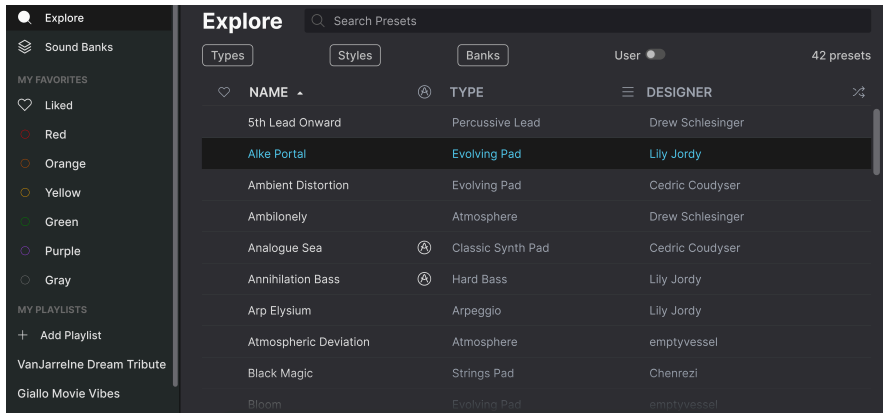 Explore
Sound Banks
MY FAVORITES
Liked
Red
Orange
Yellow
Green
Purple
Gray
MY PLAYLISTS
Add Playlist
VanJarrelne Dream Tribute
Giallo Movie Vibes
Explore
Search Presets
Types Styles Banks User 42 presets
NAME TYPE DESIGNER
5th Lead Onward Percussive Lead Drew Schlesinger
Alke Portal Evolving Pad Lily Jordy
Ambient Distortion Evolving Pad Cedric Coudyser
Ambilonely Atmosphere Drew Schlesinger
Analogue Sea Classic Synth Pad Cedric Coudyser
Annihilation Bass Hard Bass Lily Jordy
Arp Elysium Arpeggio Lily Jordy
Atmospheric Deviation Atmosphere emptyvessel
Black Magic Strings Pad Chenrezi
Bloom Evolving Pad emptyvessel